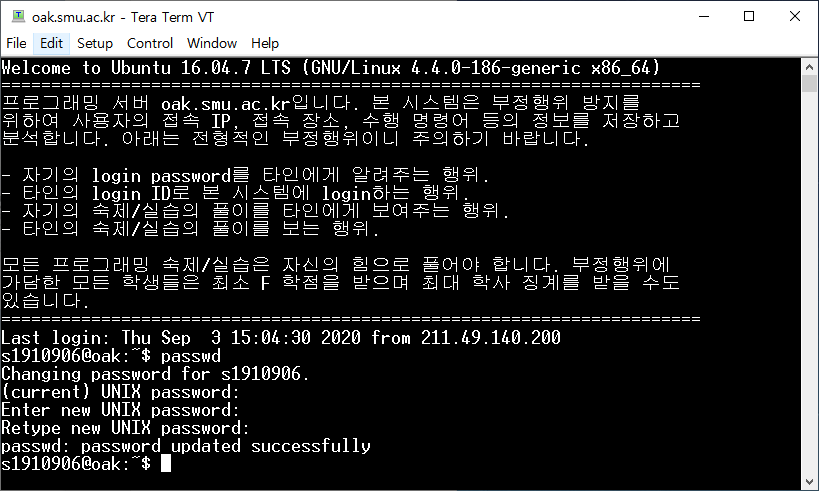 oak.smu.ac.kr - Tera Term VT
File Edit Setup Control Window Help
Welcome to Ubuntu 16.04.7 LTS (GNU/Linux 4.4.0-186-generic x86_64)
======================================================================
프로그래밍 서버 oak.smu.ac.kr입니다. 본 시스템은 부정행위 방지를
위하여 사용자의 접속 IP, 접속 장소, 수행 명령어 등의 정보를 저장하고
분석합니다. 아래는 전형적인 부정행위이니 주의하기 바랍니다.
- 자기의 login password를 타인에게 알려주는 행위.
- 타인의 login ID로 본 시스템에 login하는 행위.
- 자기의 숙제/실습의 풀이를 타인에게 보여주는 행위.
- 타인의 숙제/실습의 풀이를 보는 행위.
모든 프로그래밍 숙제/실습은 자신의 힘으로 풀어야 합니다. 부정행위에
가담한 모든 학생들은 최소 F 학점을 받으며 최대 학사 징계를 받을 수도
있습니다.
======================================================================
Last login: Thu Sep  3 15:04:30 2020 from 211.49.140.200
s1910906@oak:~$ passwd
Changing password for s1910906.
(current) UNIX password:
Enter new UNIX password:
Retype new UNIX password:
passwd: password updated successfully
s1910906@oak:~$